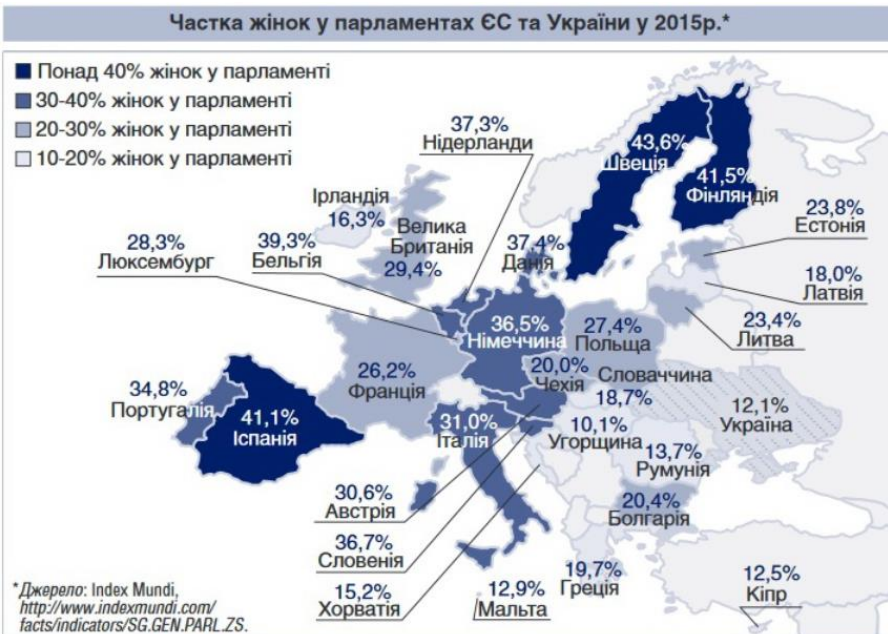 Частка жінок у парламентах ЄС та України у 2015р.*
Понад 40% жінок у парламенті
30-40% жінок у парламенті
20-30% жінок у парламенті
10-20% жінок у парламенті
37,3%
Нідерланди
43,6%
Швеція
41,5%
Фінляндія
Ірландія
16,3%
Велика
Британія
29,4%
28,3%
Люксембург
39,3%
Бельгія
37,4%
Данія
23,8%
Естонія
18,0%
Латвія
23,4%
Литва
36,5%
Німеччина
27,4%
Польща
26,2%
Франція
20,0%
Чехія
Словаччина
18,7%
34,8%
Португалія
41,1%
Іспанія
31,0%
Італія
10,1%
Угорщина
12,1%
Україна
13,7%
Румунія
20,4%
Болгарія
30,6%
Австрія
36,7%
Словенія
15,2%
Хорватія
12,9%
Мальта
19,7%
Греція
12,5%
Кіпр
*Джерело: Index Mundi,
http://www.indexmundi.com/
facts/indicators/SG.GEN.PARL.ZS.